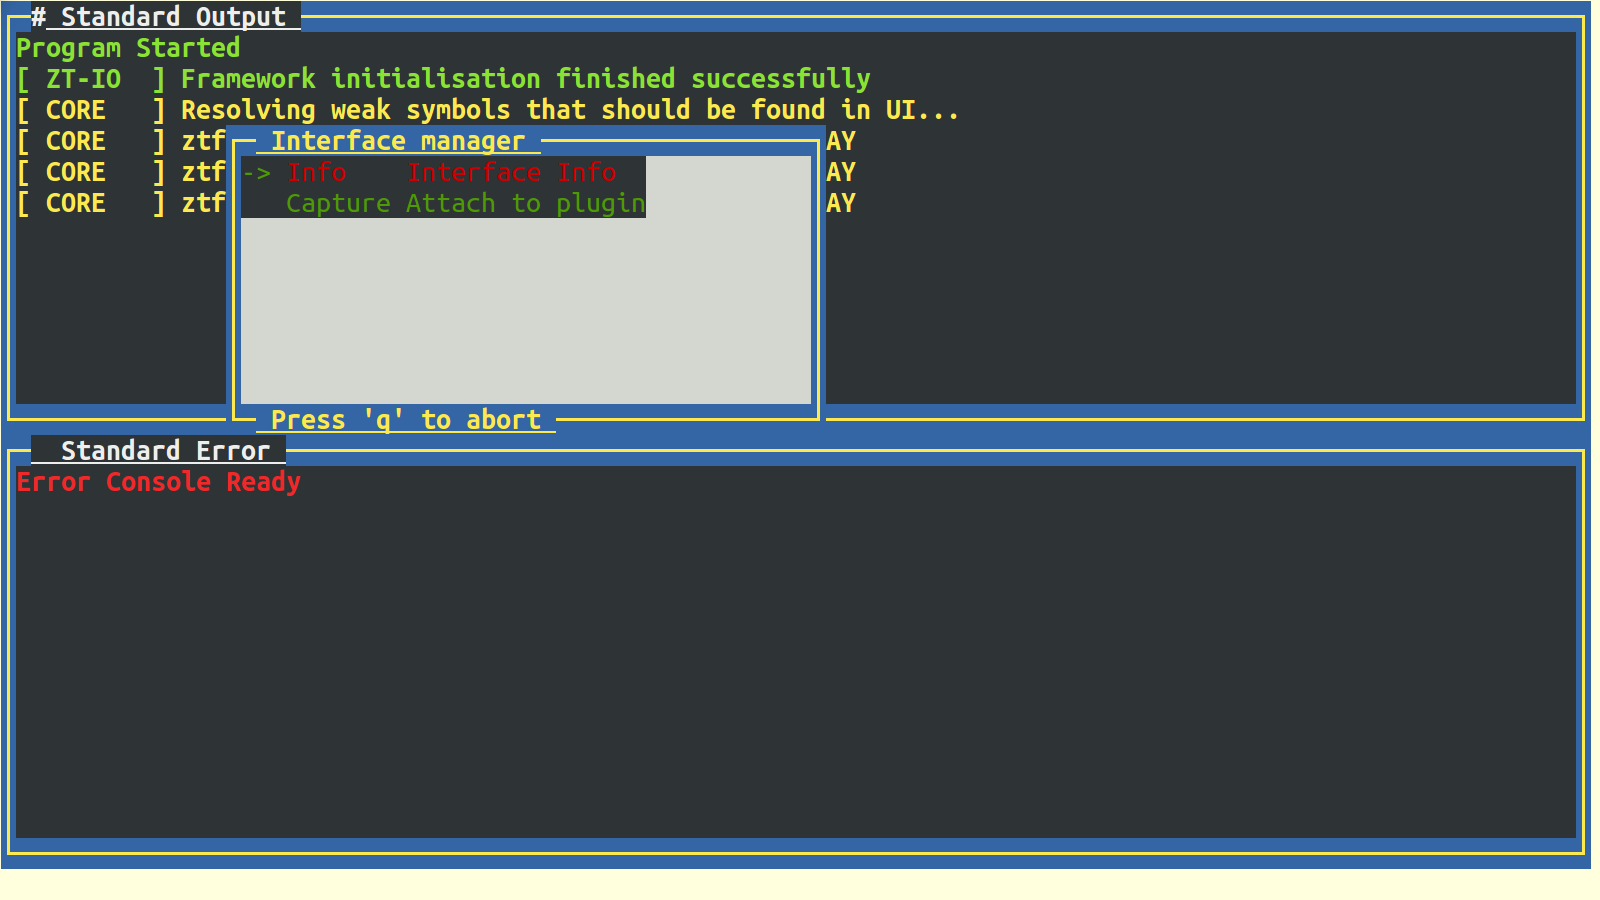 # Standard Output
Program Started
[ ZT-IO  ] Framework initialisation finished successfully
[ CORE   ] Resolving weak symbols that should be found in UI...
[ CORE   ] ztf
AY
[ CORE   ] ztf
AY
[ CORE   ] ztf
AY
Interface manager
-> Info    Interface Info
Capture Attach to plugin
Press 'q' to abort
Standard Error
Error Console Ready